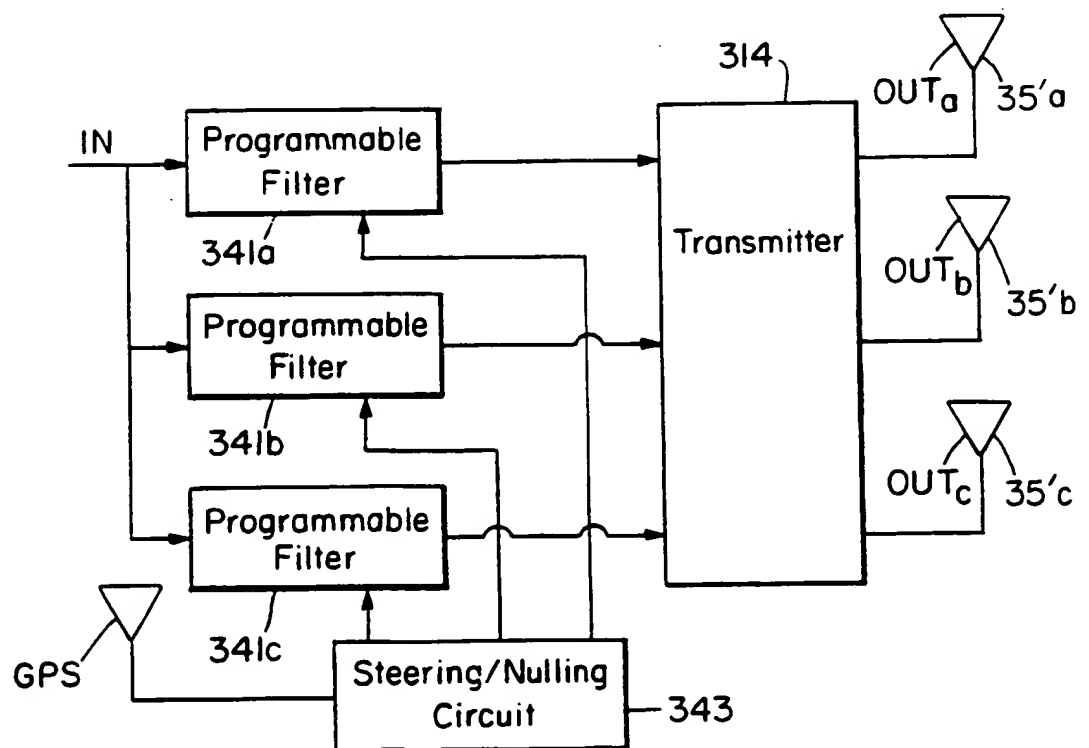 314
OUTa
35'a
IN
Programmable
Filter
341a
Transmitter
OUTb
35'b
Programmable
Filter
341b
OUTc
35'c
Programmable
Filter
341c
GPS
Steering/Nulling
Circuit
343